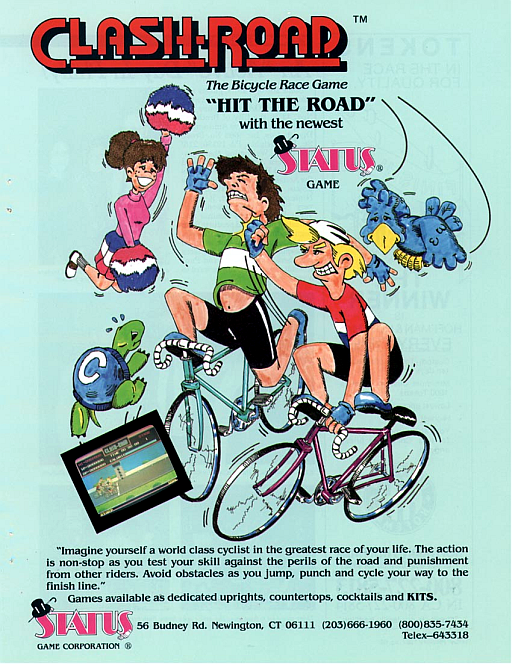 CLASH-ROAD ™
The Bicycle Race Game
"HIT THE ROAD"
with the newest
STATUS ®
GAME
C
"Imagine yourself a world class cyclist in the greatest race of your life. The action
is non-stop as you test your skill against the perils of the road and punishment
from other riders. Avoid obstacles as you jump, punch and cycle your way to the
finish line."
Games available as dedicated uprights, countertops, cocktails and KITS.
STATUS
GAME CORPORATION ®
56 Budney Rd. Newington, CT 06111 (203)666-1960 (800)835-7434
Telex–643318